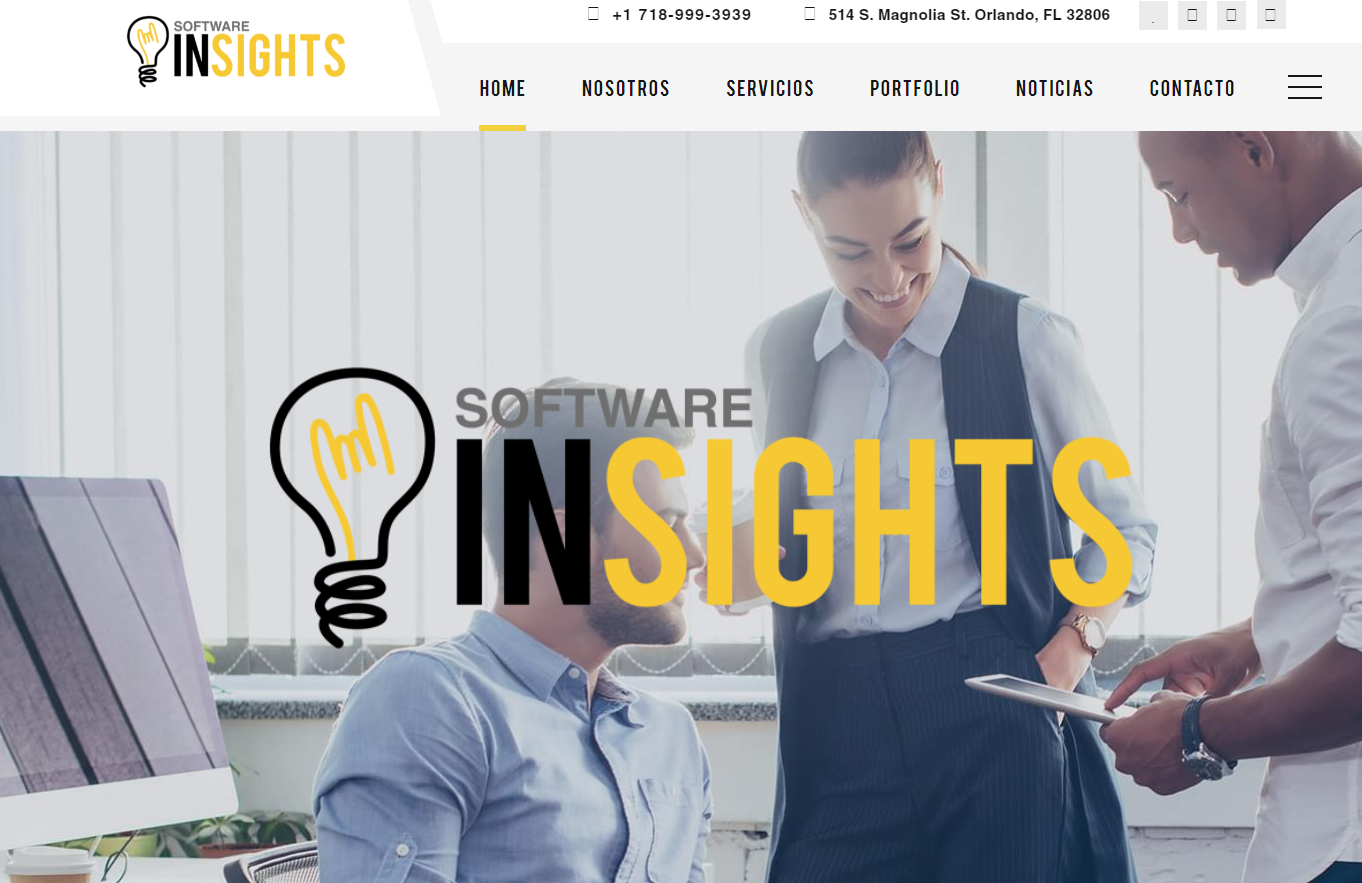 SOFTWARE
INSIGHTS
+1 718-999-3939
514 S. Magnolia St. Orlando, FL 32806
HOME
NOSOTROS
SERVICIOS
PORTFOLIO
NOTICIAS
CONTACTO
SOFTWARE
INSIGHTS